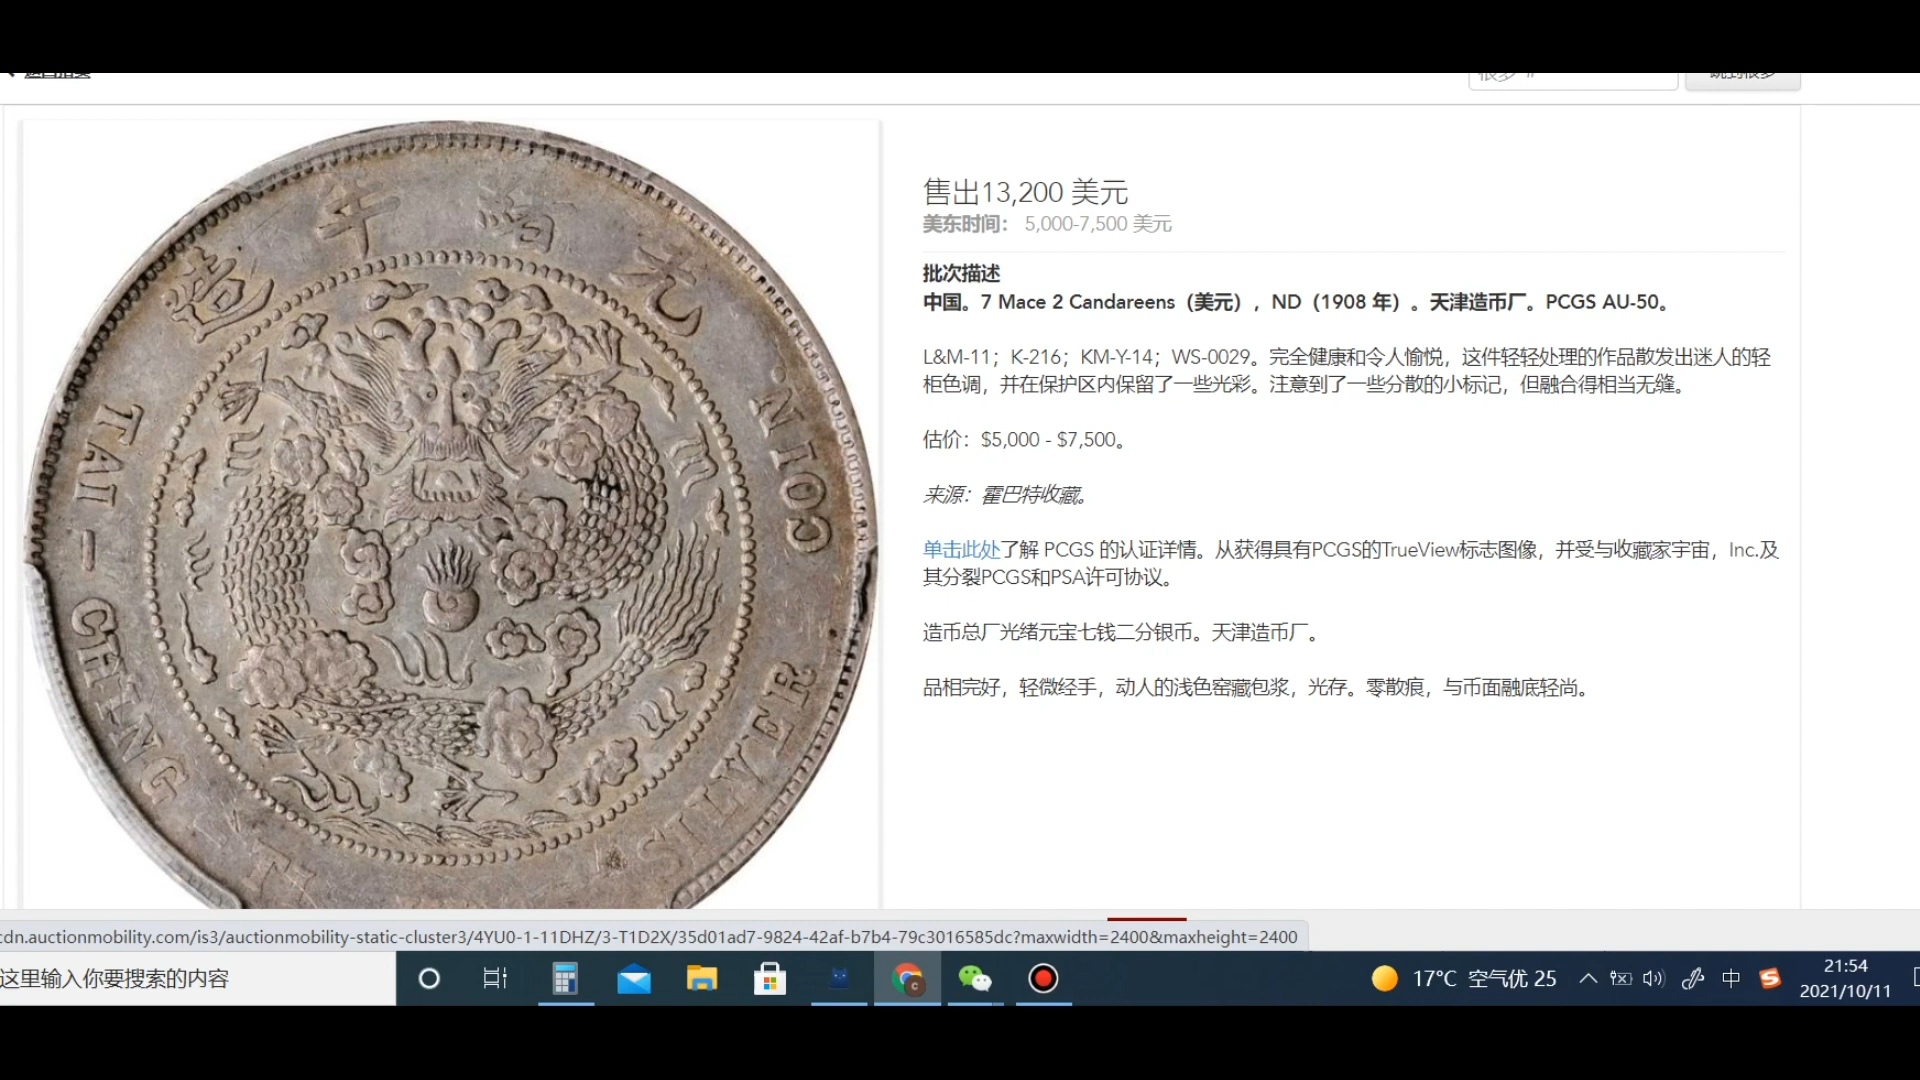 售出13,200 美元
美东时间： 5,000-7,500 美元
批次描述
中国。7 Mace 2 Candareens（美元），ND（1908 年）。天津造币厂。PCGS AU-50。
L&M-11；K-216；KM-Y-14；WS-0029。完全健康和令人愉悦，这件轻轻处理的作品散发出迷人的轻
柜色调，并在保护区内保留了一些光彩。注意到了一些分散的小标记，但融合得相当无缝。
估价：$5,000 - $7,500。
来源：霍巴特收藏。
单击此处了解 PCGS 的认证详情。从获得具有PCGS的TrueView标志图像，并受与收藏家宇宙，Inc.及
其分裂PCGS和PSA许可协议。
造币总厂光绪元宝七钱二分银币。天津造币厂。
品相完好，轻微经手，动人的浅色窑藏包浆，光存。零散痕，与币面融底轻尚。
造年緒光
TAI-CHING
SILVER
COIN
cdn.auctionmobility.com/is3/auctionmobility-static-cluster3/4YU0-1-11DHZ/3-T1D2X/35d01ad7-9824-42af-b7b4-79c3016585dc?maxwidth=2400&maxheight=2400
这里输入你要搜索的内容
17°C 空气优 25
中
21:54
2021/10/11